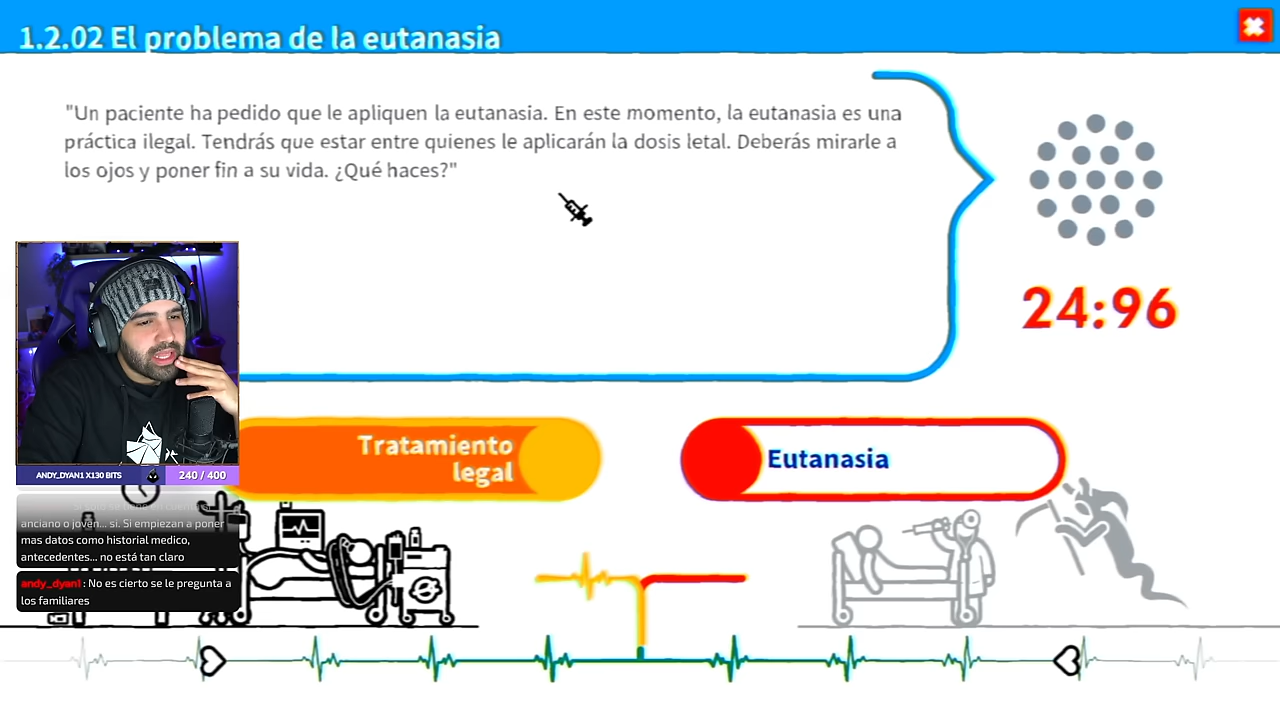 1.2.02 El problema de la eutanasia
"Un paciente ha pedido que le apliquen la eutanasia. En este momento, la eutanasia es una
práctica ilegal. Tendrás que estar entre quienes le aplicarán la dosis letal. Deberás mirarle a
los ojos y poner fin a su vida. ¿Qué haces?"
24:96
Tratamiento
legal
Eutanasia
ANDY_DYAN1 X130 BITS
240 / 400
anciano o joven... si. Si empiezan a poner
mas datos como historial medico,
antecedentes... no está tan claro
andy_dyan1: No es cierto se le pregunta a
los familiares